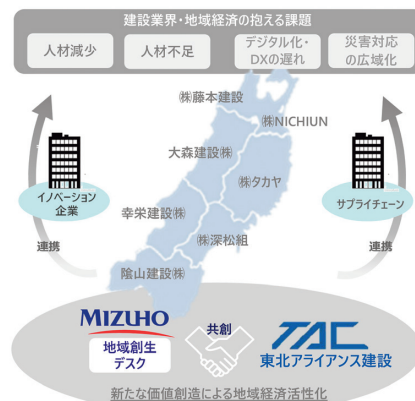 建設業界・地域経済の抱える課題
人材減少
人材不足
デジタル化・
DXの遅れ
災害対応
の広域化
㈱藤本建設
㈱NICHIUN
大森建設㈱
㈱タカヤ
幸栄建設㈱
㈱深松組
陰山建設㈱
イノベーション
企業
サプライチェーン
連携
連携
MIZUHO
地域創生
デスク
共創
TAC
東北アライアンス建設
新たな価値創造による地域経済活性化